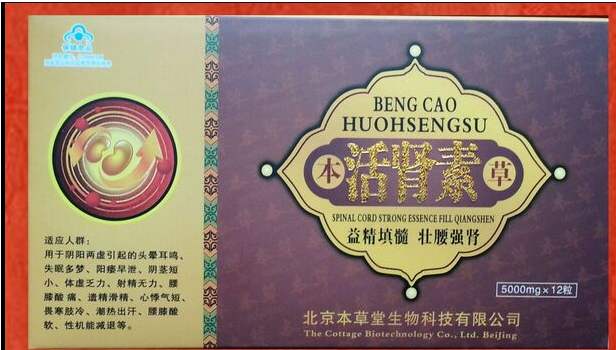 保健食品
适应人群:
用于阴阳两虚引起的头晕耳鸣、
失眠多梦、阳痿早泄、阴茎短
小、体虚乏力、射精无力、腰
膝酸痛、遗精滑精、心悸气短、
畏寒肢冷、潮热出汗、腰膝酸
软、性机能减退等。
BENG CAO
HUOHSENGSU
本 活肾素 草
SPINAL CORD STRONG ESSENCE FILL QIANGSHEN
益精填髓 壮腰强肾
5000mg×12粒
北京本草堂生物科技有限公司
The Cottage Biotechnology Co., Ltd. BeiJing